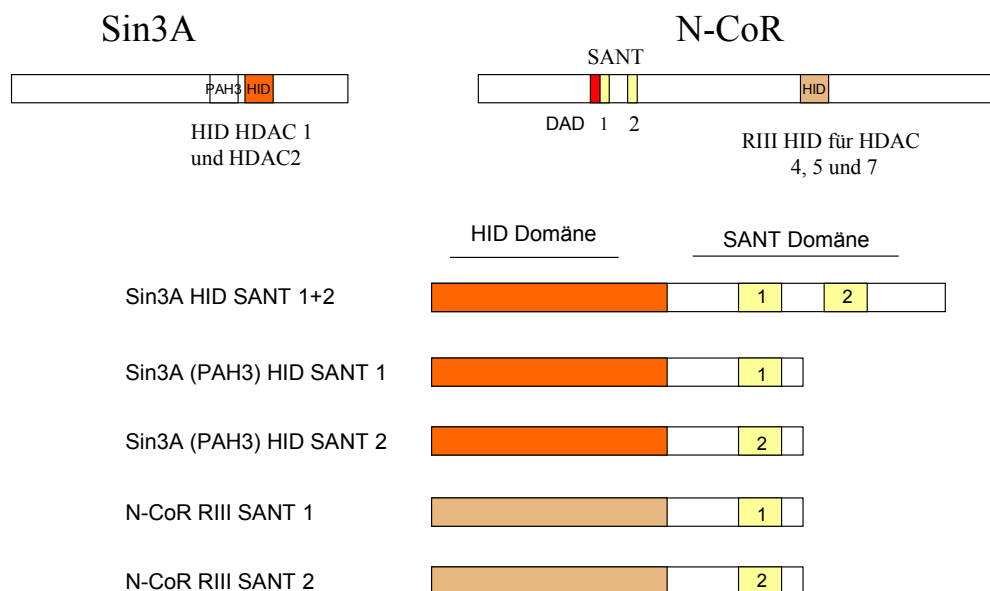 Sin3A
N-CoR
SANT
PAH3 HID
HID
DAD 1 2
HID HDAC 1
und HDAC2
RIII HID für HDAC
4, 5 und 7
HID Domäne
SANT Domäne
Sin3A HID SANT 1+2
1 2
Sin3A (PAH3) HID SANT 1
1
Sin3A (PAH3) HID SANT 2
2
N-CoR RIII SANT 1
1
N-CoR RIII SANT 2
2